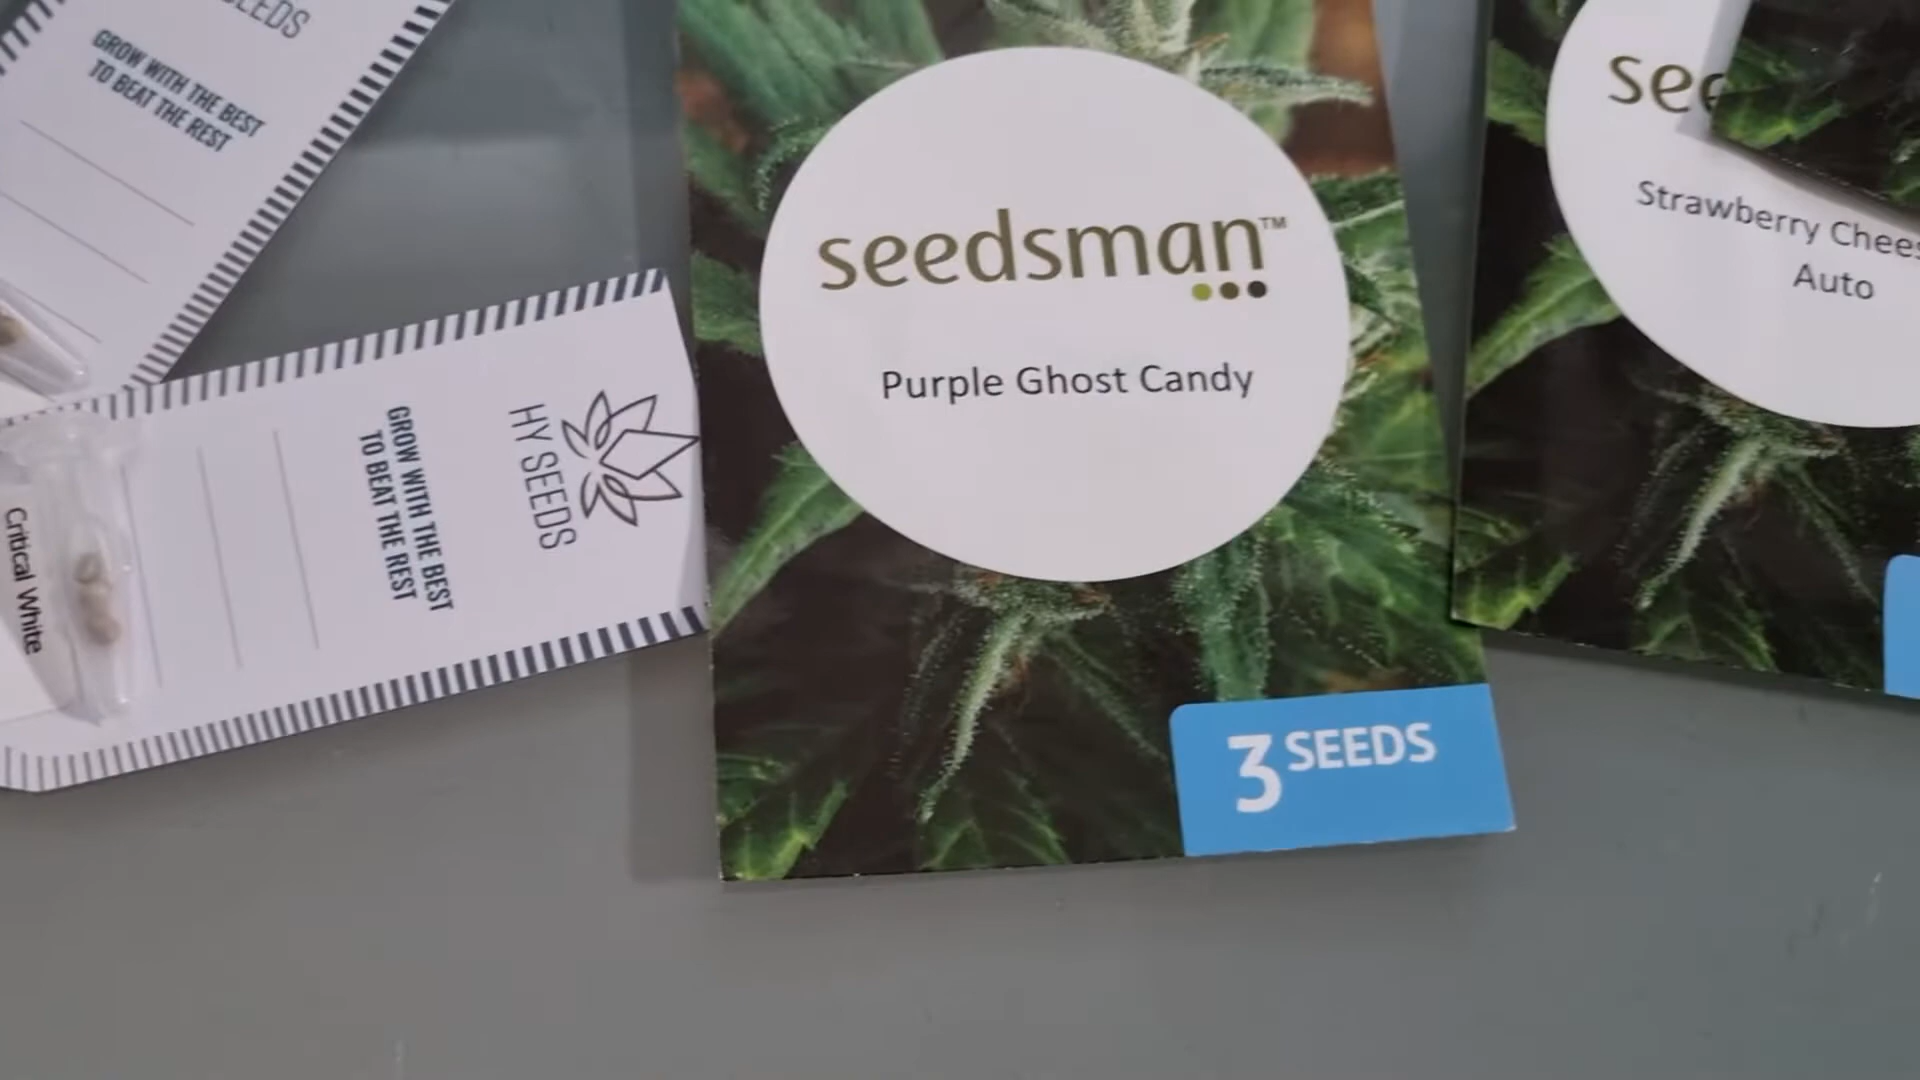 SEEDS
GROW WITH THE BEST
TO BEAT THE REST
Critical White
GROW WITH THE BEST
TO BEAT THE REST
HY SEEDS
seedsman™
Purple Ghost Candy
3 SEEDS
Strawberry
Auto